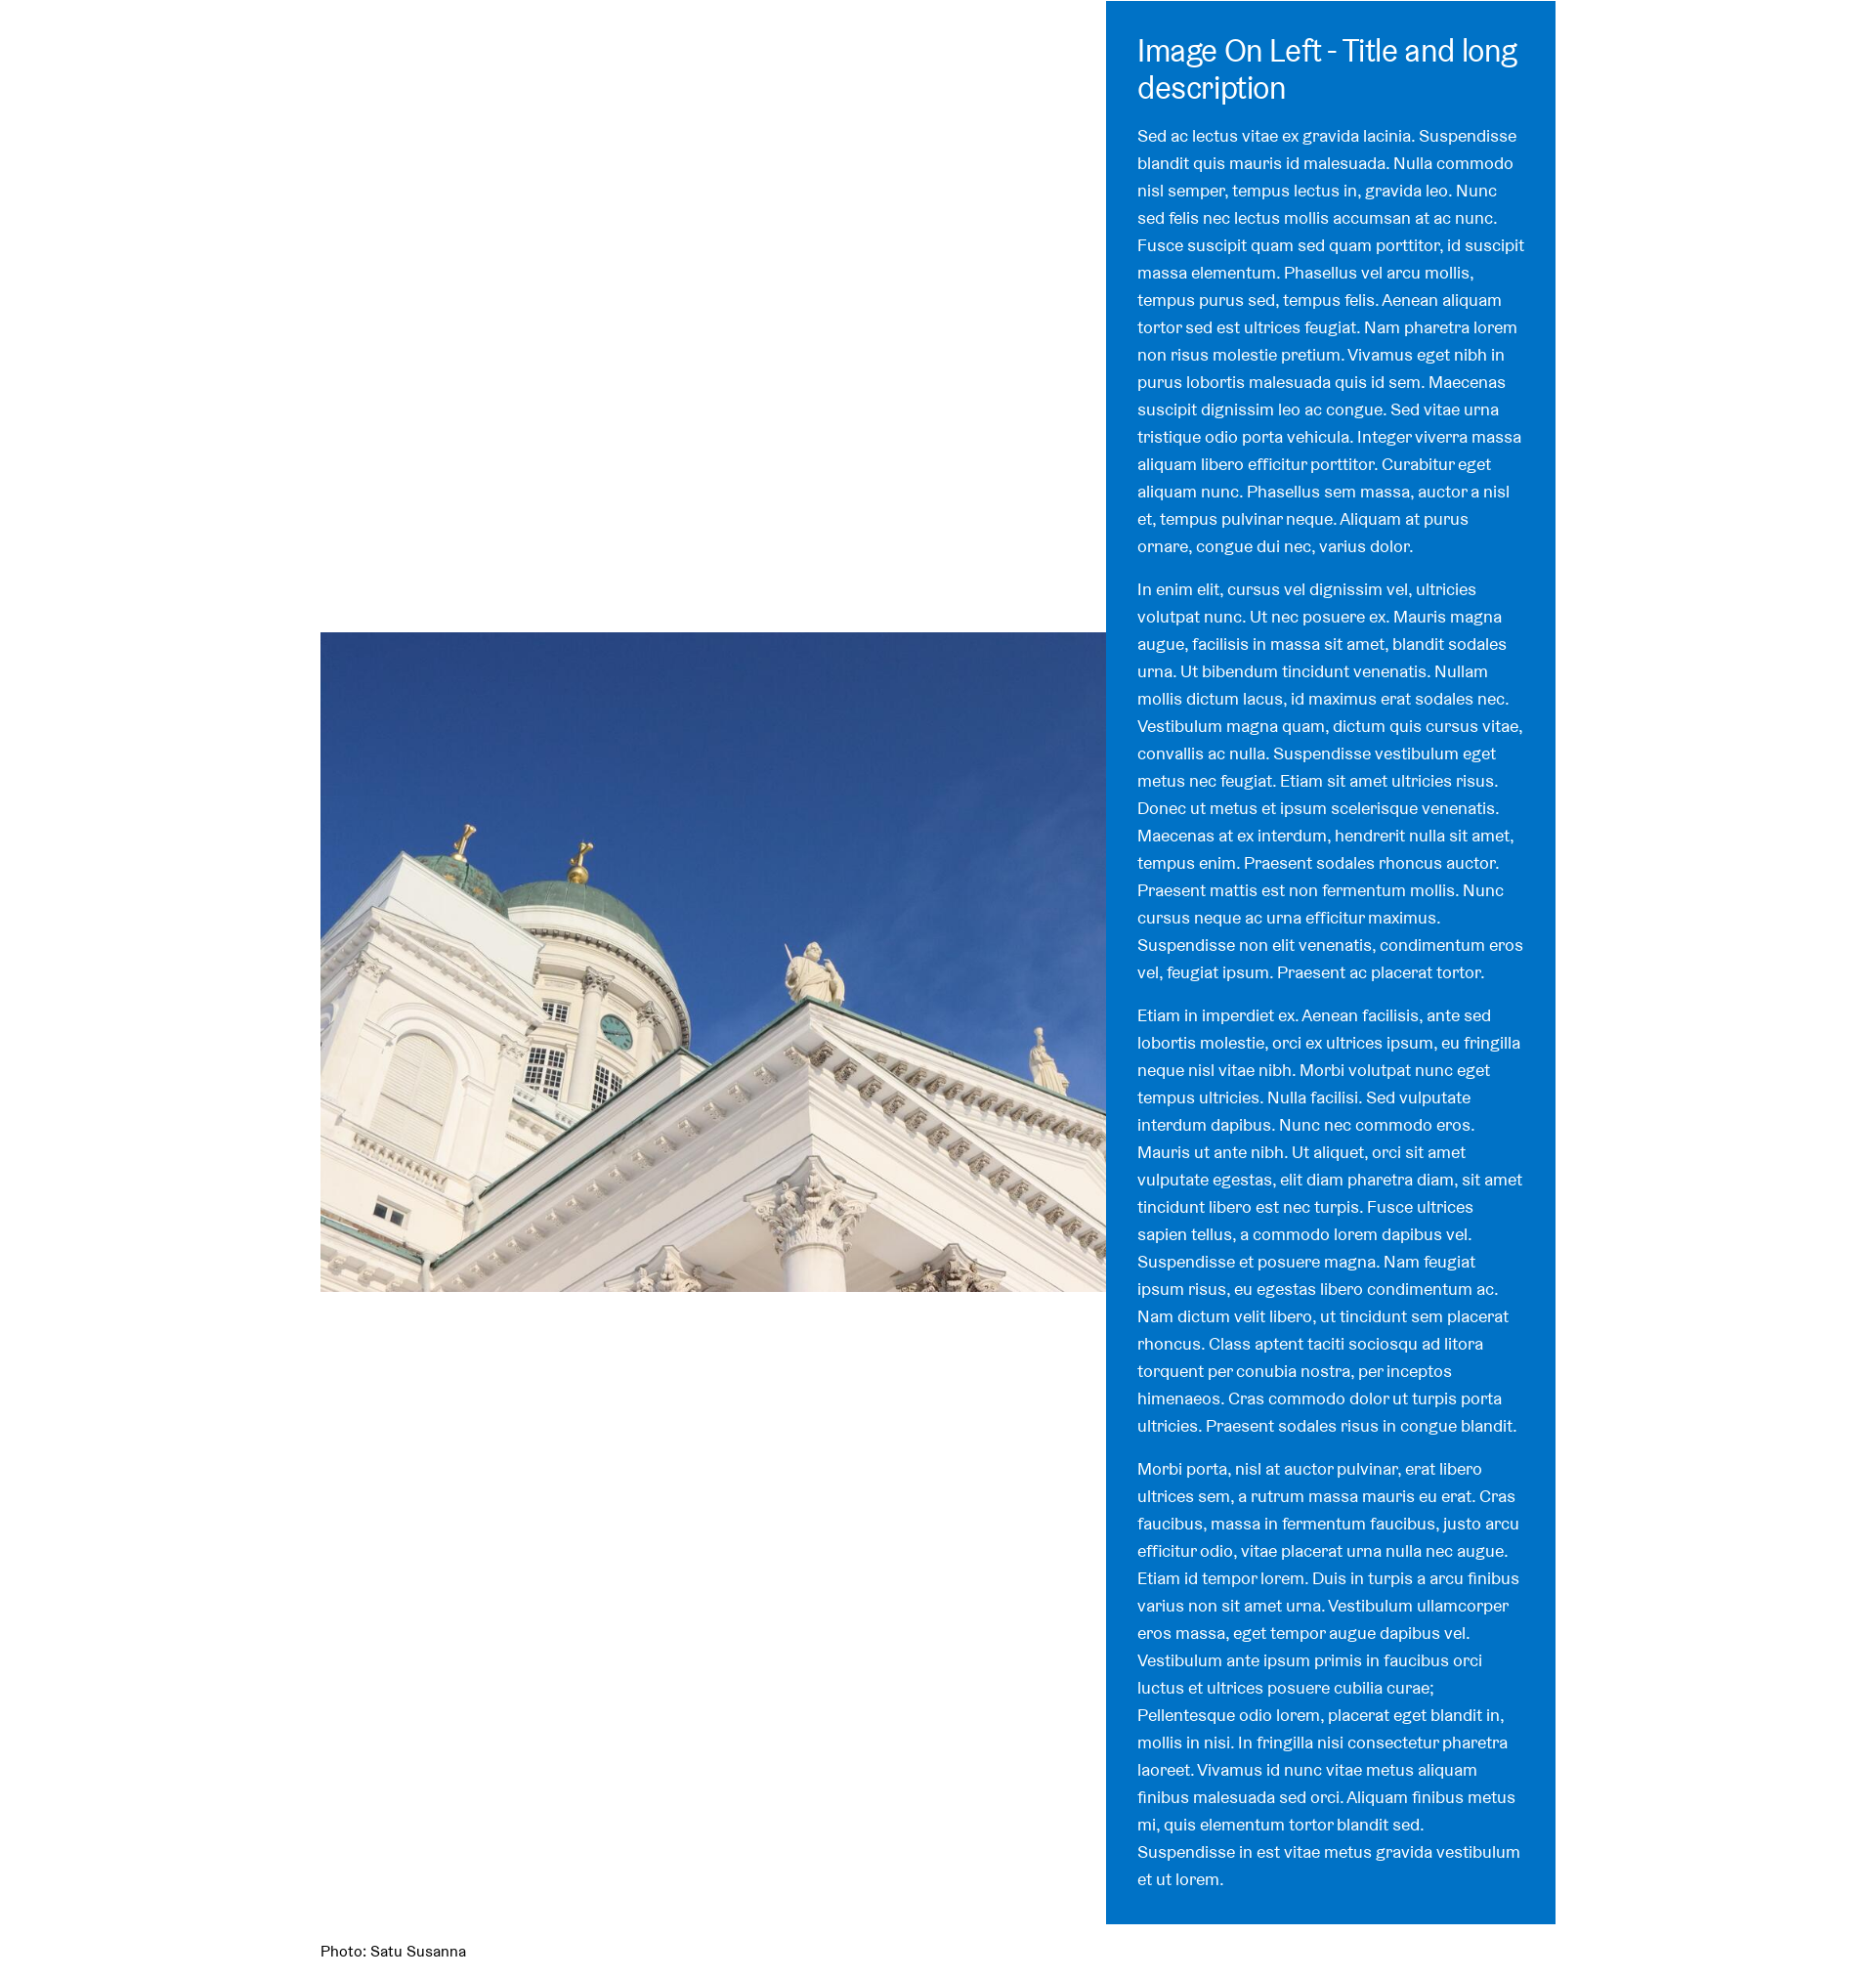 Image On Left - Title and long
description
Sed ac lectus vitae ex gravida lacinia. Suspendisse
blandit quis mauris id malesuada. Nulla commodo
nisl semper, tempus lectus in, gravida leo. Nunc
sed felis nec lectus mollis accumsan at ac nunc.
Fusce suscipit quam sed quam porttitor, id suscipit
massa elementum. Phasellus vel arcu mollis,
tempus purus sed, tempus felis. Aenean aliquam
tortor sed est ultrices feugiat. Nam pharetra lorem
non risus molestie pretium. Vivamus eget nibh in
purus lobortis malesuada quis id sem. Maecenas
suscipit dignissim leo ac congue. Sed vitae urna
tristique odio porta vehicula. Integer viverra massa
aliquam libero efficitur porttitor. Curabitur eget
aliquam nunc. Phasellus sem massa, auctor a nisl
et, tempus pulvinar neque. Aliquam at purus
ornare, congue dui nec, varius dolor.
In enim elit, cursus vel dignissim vel, ultricies
volutpat nunc. Ut nec posuere ex. Mauris magna
augue, facilisis in massa sit amet, blandit sodales
urna. Ut bibendum tincidunt venenatis. Nullam
mollis dictum lacus, id maximus erat sodales nec.
Vestibulum magna quam, dictum quis cursus vitae,
convallis ac nulla. Suspendisse vestibulum eget
metus nec feugiat. Etiam sit amet ultricies risus.
Donec ut metus et ipsum scelerisque venenatis.
Maecenas at ex interdum, hendrerit nulla sit amet,
tempus enim. Praesent sodales rhoncus auctor.
Praesent mattis est non fermentum mollis. Nunc
cursus neque ac urna efficitur maximus.
Suspendisse non elit venenatis, condimentum eros
vel, feugiat ipsum. Praesent ac placerat tortor.
Etiam in imperdiet ex. Aenean facilisis, ante sed
lobortis molestie, orci ex ultrices ipsum, eu fringilla
neque nisl vitae nibh. Morbi volutpat nunc eget
tempus ultricies. Nulla facilisi. Sed vulputate
interdum dapibus. Nunc nec commodo eros.
Mauris ut ante nibh. Ut aliquet, orci sit amet
vulputate egestas, elit diam pharetra diam, sit amet
tincidunt libero est nec turpis. Fusce ultrices
sapien tellus, a commodo lorem dapibus vel.
Suspendisse et posuere magna. Nam feugiat
ipsum risus, eu egestas libero condimentum ac.
Nam dictum velit libero, ut tincidunt sem placerat
rhoncus. Class aptent taciti sociosqu ad litora
torquent per conubia nostra, per inceptos
himenaeos. Cras commodo dolor ut turpis porta
ultricies. Praesent sodales risus in congue blandit.
Morbi porta, nisl at auctor pulvinar, erat libero
ultrices sem, a rutrum massa mauris eu erat. Cras
faucibus, massa in fermentum faucibus, justo arcu
efficitur odio, vitae placerat urna nulla nec augue.
Etiam id tempor lorem. Duis in turpis a arcu finibus
varius non sit amet urna. Vestibulum ullamcorper
eros massa, eget tempor augue dapibus vel.
Vestibulum ante ipsum primis in faucibus orci
luctus et ultrices posuere cubilia curae;
Pellentesque odio lorem, placerat eget blandit in,
mollis in nisi. In fringilla nisi consectetur pharetra
laoreet. Vivamus id nunc vitae metus aliquam
finibus malesuada sed orci. Aliquam finibus metus
mi, quis elementum tortor blandit sed.
Suspendisse in est vitae metus gravida vestibulum
et ut lorem.
Photo: Satu Susanna